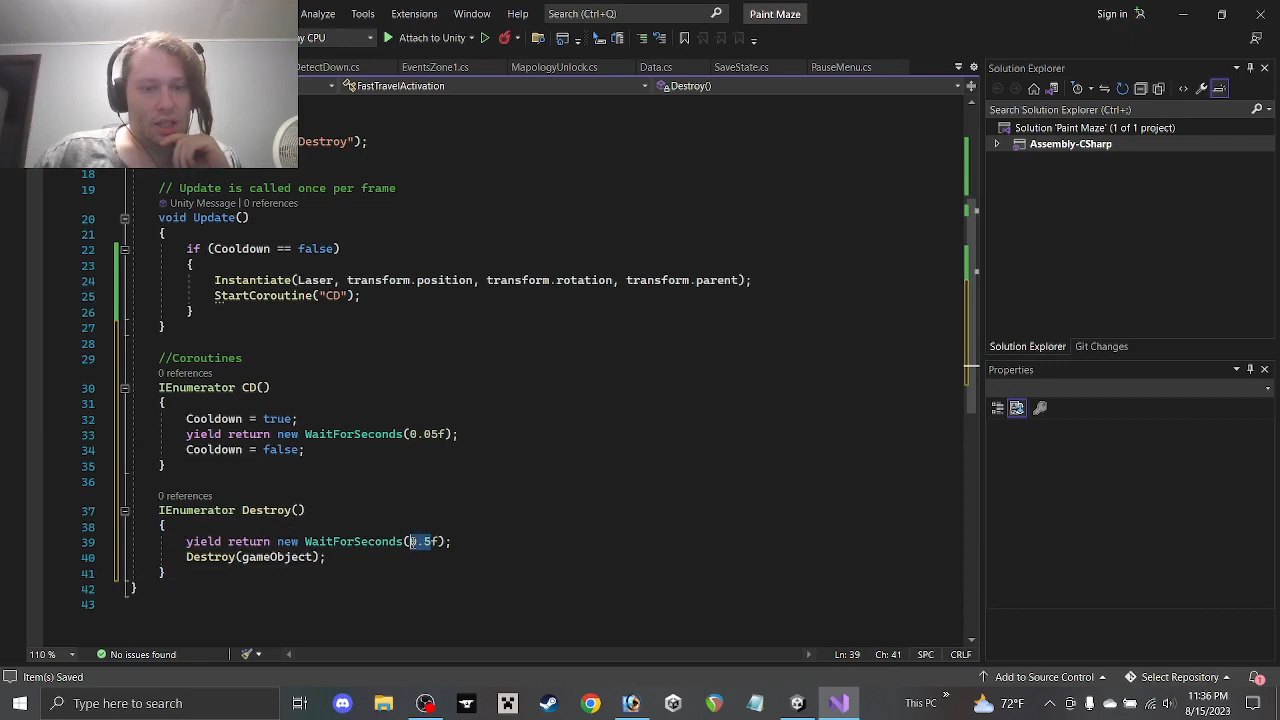 Analyze Tools Extensions Window Help Search (Ctrl+Q) Paint Maze Sign in
y CPU Attach to Unity
etectDown.cs EventsZone1.cs MapologyUnlock.cs Data.cs SaveState.cs PauseMenu.cs
FastTravelActivation Destroy()
Destroy");
18
19 // Update is called once per frame
Unity Message | 0 references
20 void Update()
21 {
22 if (Cooldown == false)
23 {
24 Instantiate(Laser, transform.position, transform.rotation, transform.parent);
25 StartCoroutine("CD");
26 }
27 }
28
29 //Coroutines
0 references
30 IEnumerator CD()
31 {
32 Cooldown = true;
33 yield return new WaitForSeconds(0.05f);
34 Cooldown = false;
35 }
36
0 references
37 IEnumerator Destroy()
38 {
39 yield return new WaitForSeconds(0.5f);
40 Destroy(gameObject);
41 }
42 }
43
Solution Explorer
Search Solution Explorer (Ctrl+;)
Solution 'Paint Maze' (1 of 1 project)
Assembly-CSharp
Solution Explorer Git Changes
Properties
110 % No issues found Ln: 39 Ch: 41 SPC CRLF
Item(s) Saved Add to Source Control Select Repository 1
Type here to search This PC » 72°F 11:36 PM
8/15/2023